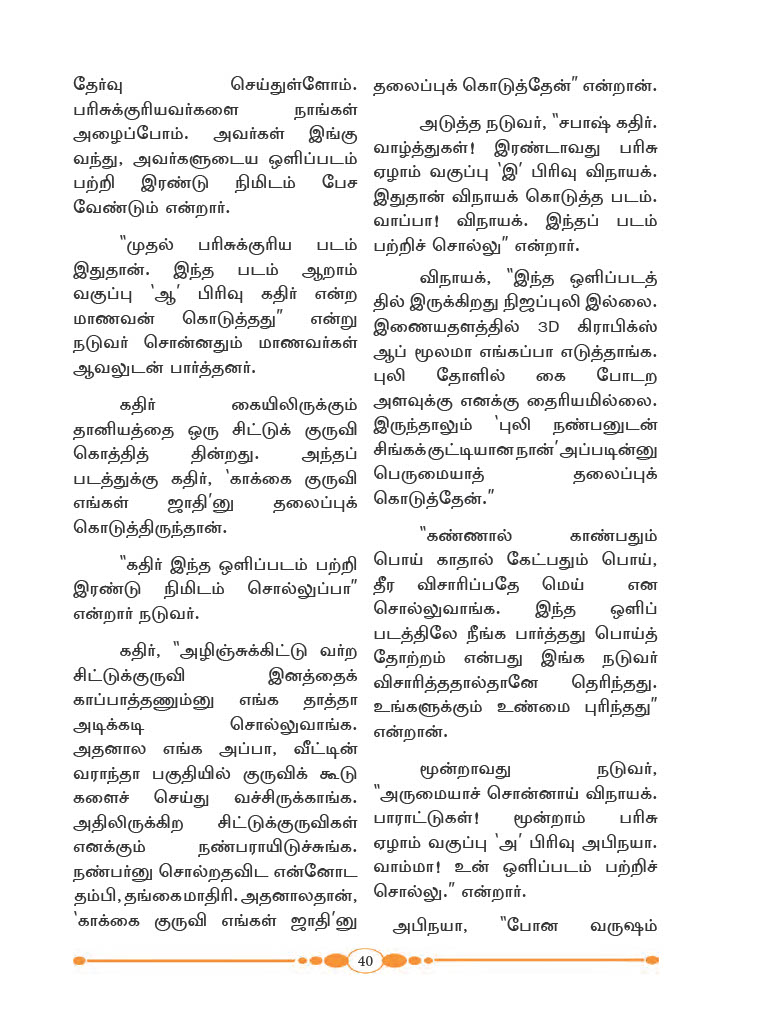 தேர்வு செய்துள்ளோம்.
பரிசுக்குரியவர்களை நாங்கள்
அழைப்போம். அவர்கள் இங்கு
வந்து, அவர்களுடைய ஒளிப்படம்
பற்றி இரண்டு நிமிடம் பேச
வேண்டும் என்றார்.
“முதல் பரிசுக்குரிய படம்
இதுதான். இந்த படம் ஆறாம்
வகுப்பு ‘ஆ’ பிரிவு கதிர் என்ற
மாணவன் கொடுத்தது” என்று
நடுவர் சொன்னதும் மாணவர்கள்
ஆவலுடன் பார்த்தனர்.
கதிர் கையிலிருக்கும்
தானியத்தை ஒரு சிட்டுக் குருவி
கொத்தித் தின்றது. அந்தப்
படத்துக்கு கதிர், ‘காக்கை குருவி
எங்கள் ஜாதி’னு தலைப்புக்
கொடுத்திருந்தான்.
“கதிர் இந்த ஒளிப்படம் பற்றி
இரண்டு நிமிடம் சொல்லுப்பா”
என்றார் நடுவர்.
கதிர், “அழிஞ்சுக்கிட்டு வர்ற
சிட்டுக்குருவி இனத்தைக்
காப்பாத்தணும்னு எங்க தாத்தா
அடிக்கடி சொல்லுவாங்க.
அதனால எங்க அப்பா, வீட்டின்
வராந்தா பகுதியில் குருவிக் கூடு
களைச் செய்து வச்சிருக்காங்க.
அதிலிருக்கிற சிட்டுக்குருவிகள்
எனக்கும் நண்பராயிடுச்சுங்க.
நண்பர்னு சொல்றதவிட என்னோட
தம்பி, தங்கைமாதிரி. அதனாலதான்,
‘காக்கை குருவி எங்கள் ஜாதி’னு
தலைப்புக் கொடுத்தேன்” என்றான்.
அடுத்த நடுவர், “சபாஷ் கதிர்.
வாழ்த்துகள்! இரண்டாவது பரிசு
ஏழாம் வகுப்பு ‘இ’ பிரிவு விநாயக்.
இதுதான் விநாயக் கொடுத்த படம்.
வாப்பா! விநாயக். இந்தப் படம்
பற்றிச் சொல்லு” என்றார்.
விநாயக், “இந்த ஒளிப்படத்
தில் இருக்கிறது நிஜப்புலி இல்லை.
இணையதளத்தில் 3D கிராபிக்ஸ்
ஆப் மூலமா எங்கப்பா எடுத்தாங்க.
புலி தோளில் கை போடற
அளவுக்கு எனக்கு தைரியமில்லை.
இருந்தாலும் ‘புலி நண்பனுடன்
சிங்கக்குட்டியானநான்’ அப்படின்னு
பெருமையாத் தலைப்புக்
கொடுத்தேன்.”
“கண்ணால் காண்பதும்
பொய் காதால் கேட்பதும் பொய்,
தீர விசாரிப்பதே மெய் என
சொல்லுவாங்க. இந்த ஒளிப்
படத்திலே நீங்க பார்த்தது பொய்த்
தோற்றம் என்பது இங்க நடுவர்
விசாரித்ததால்தானே தெரிந்தது.
உங்களுக்கும் உண்மை புரிந்தது”
என்றான்.
மூன்றாவது நடுவர்,
“அருமையாச் சொன்னாய் விநாயக்.
பாராட்டுகள்! மூன்றாம் பரிசு
ஏழாம் வகுப்பு ‘அ’ பிரிவு அபிநயா.
வாம்மா! உன் ஒளிப்படம் பற்றிச்
சொல்லு.” என்றார்.
அபிநயா, “போன வருஷம்
40